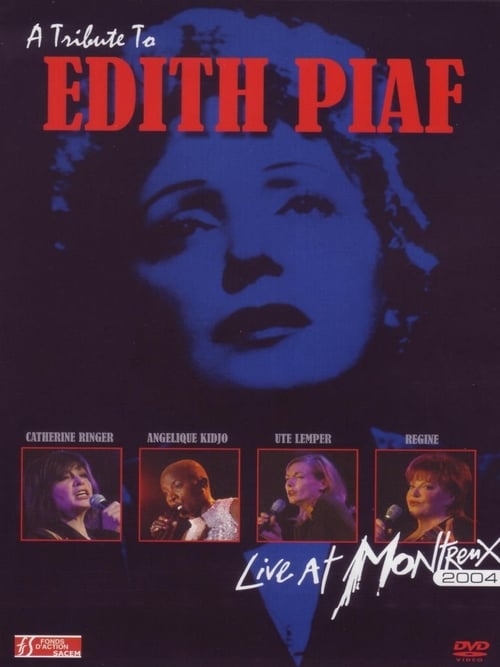 A Tribute To
EDITH PIAF
CATHERINE RINGER
ANGELIQUE KIDJO
UTE LEMPER
REGINE
Live At MONTREUX
2004
FONDS
D'ACTION
SACEM
DVD
VIDEO